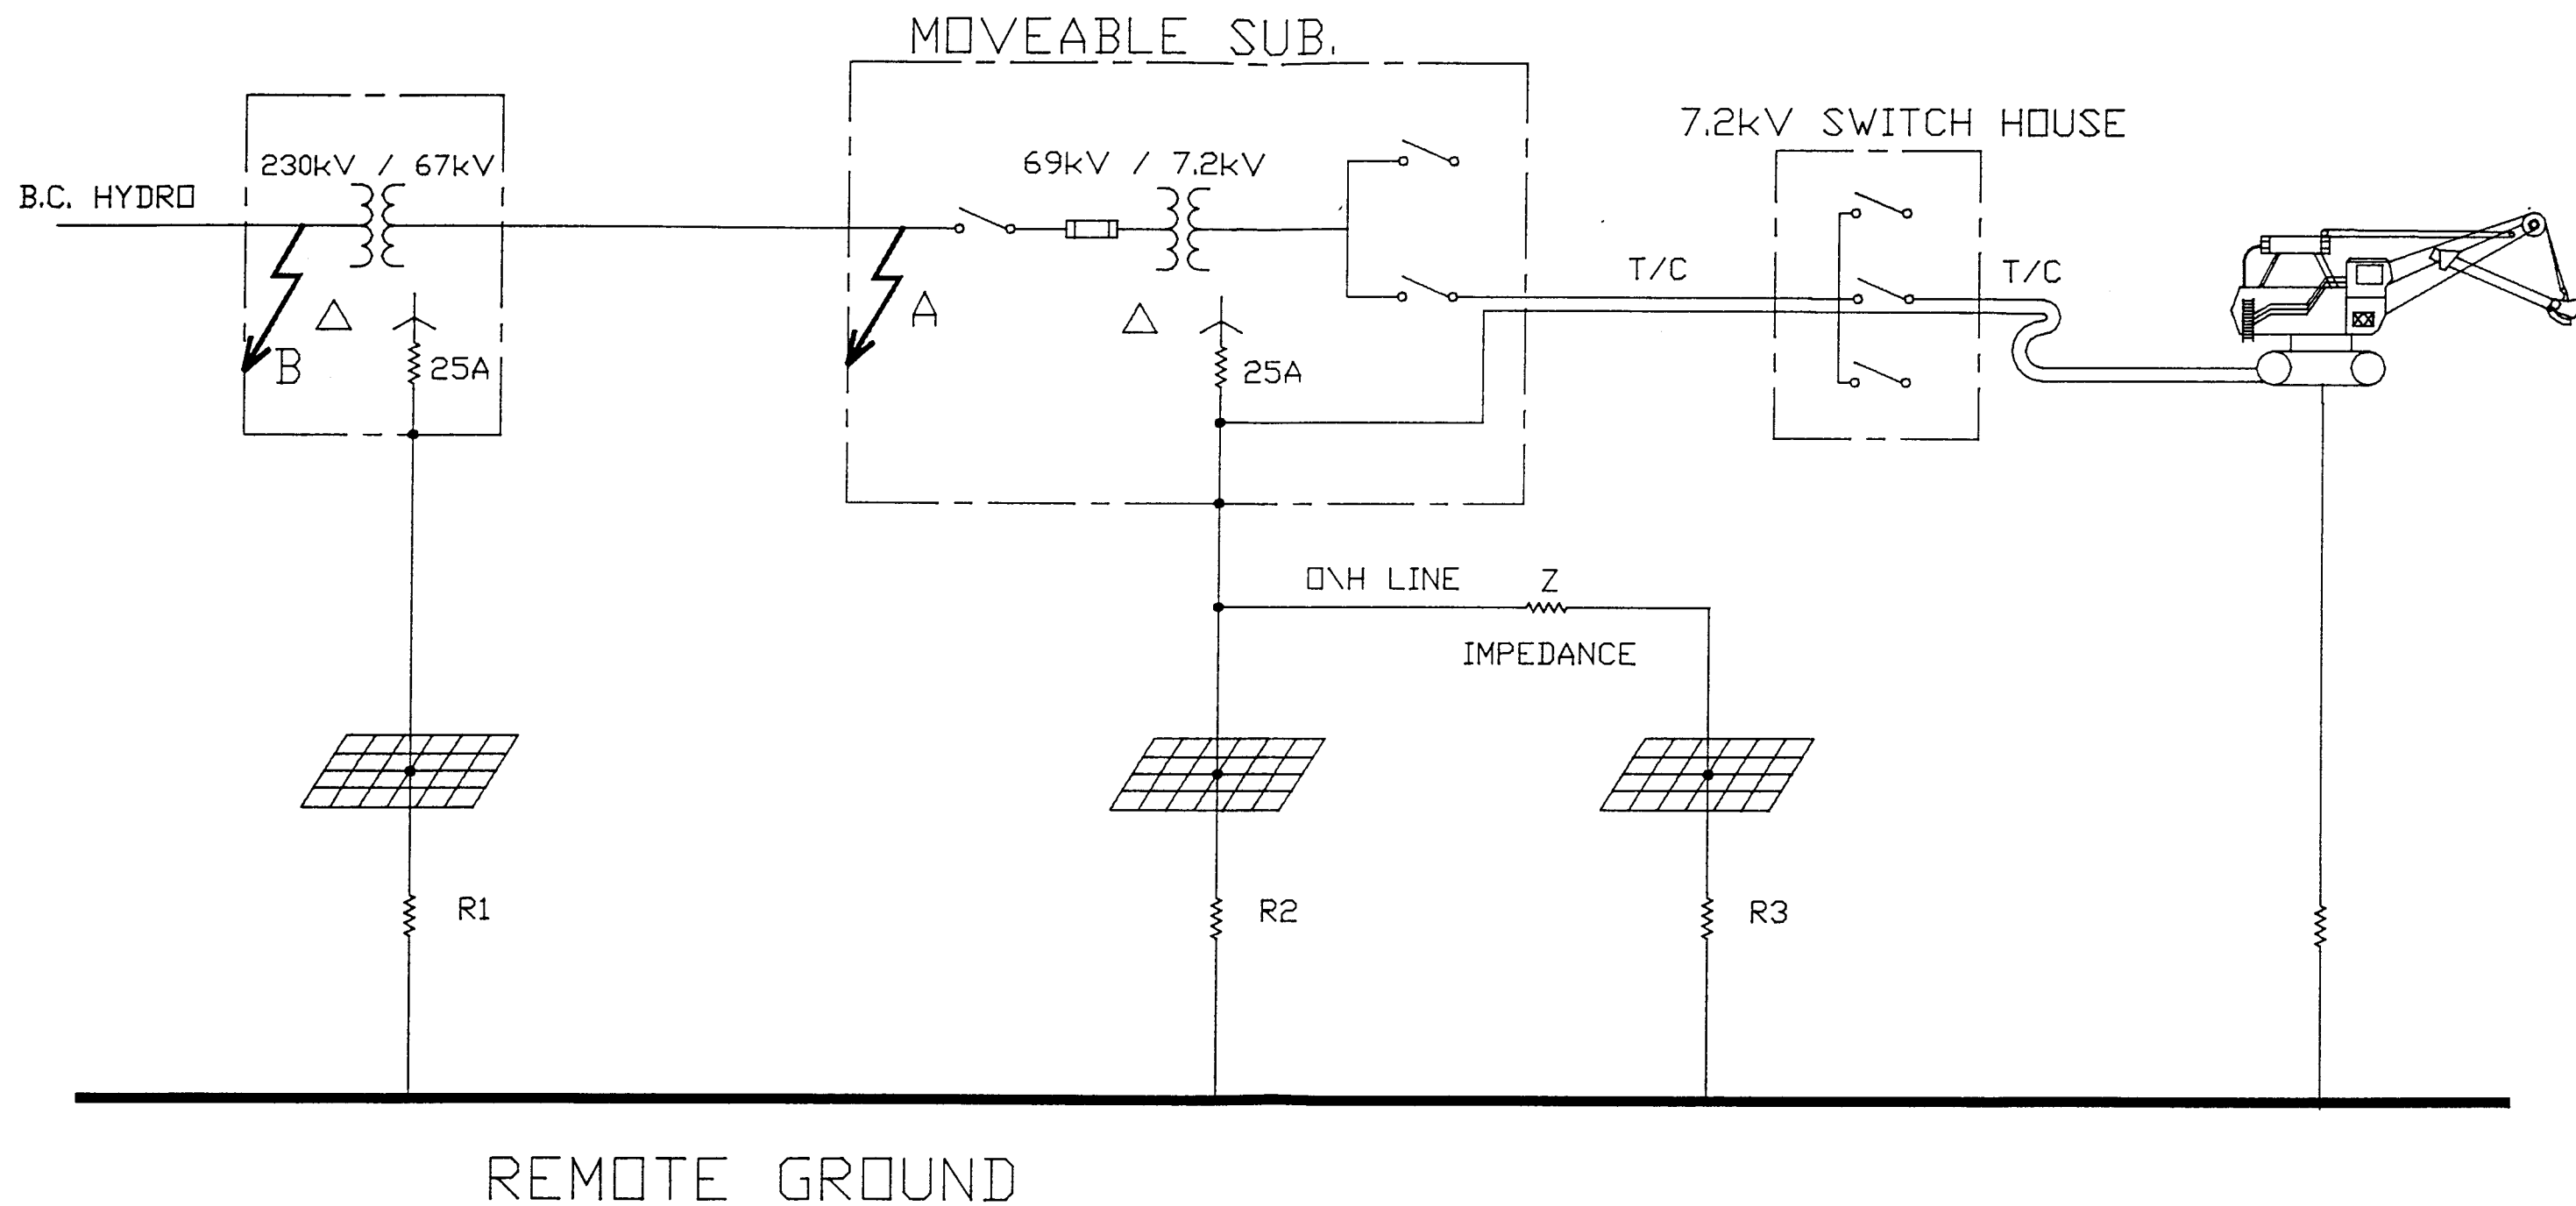 MOVEABLE SUB.
7.2kV SWITCH HOUSE
230kV / 67kV
69kV / 7.2kV
B.C. HYDRO
T/C
T/C
A
B
25A
25A
O\H LINE
Z
IMPEDANCE
R1
R2
R3
REMOTE GROUND